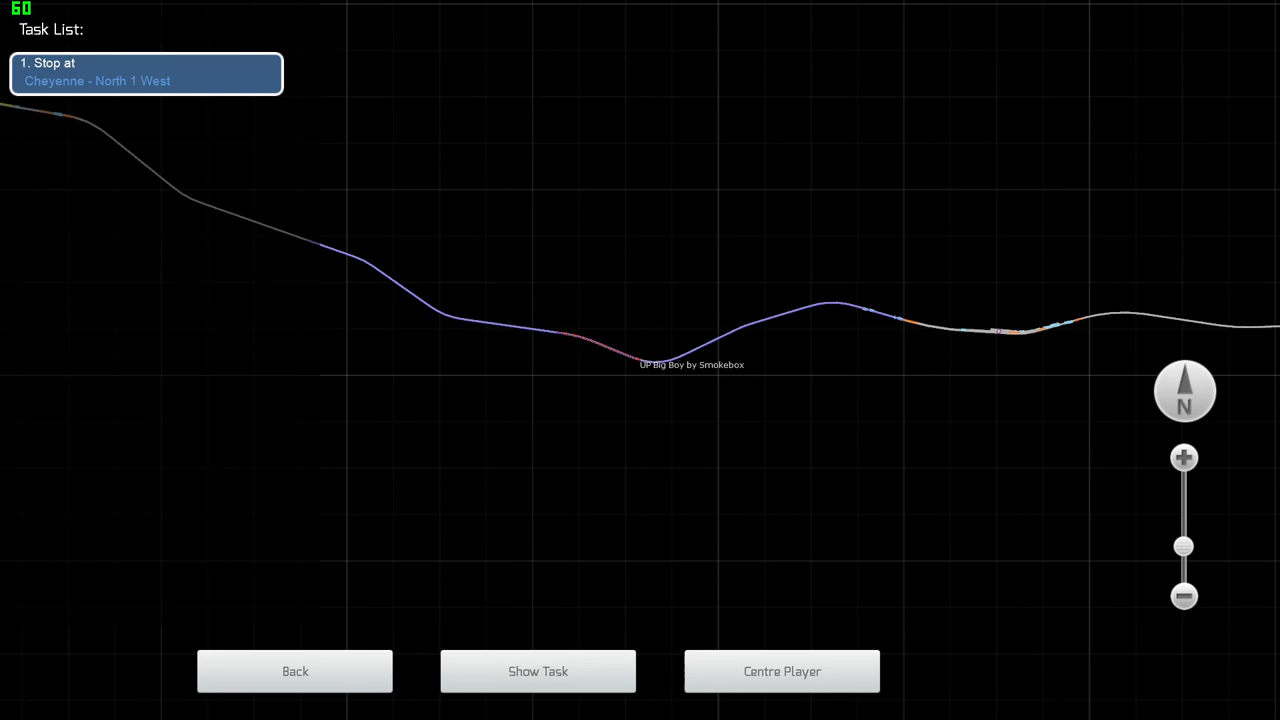 60
Task List:
1. Stop at
Cheyenne - North 1 West
UP Big Boy by Smokebox
N
Back
Show Task
Centre Player